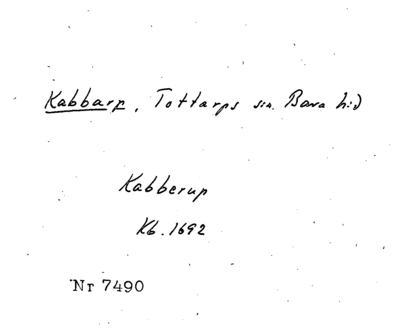 Kabbarp, Tottarps sn. Bara hd
Kabberup
Kb. 1692
Nr 7490